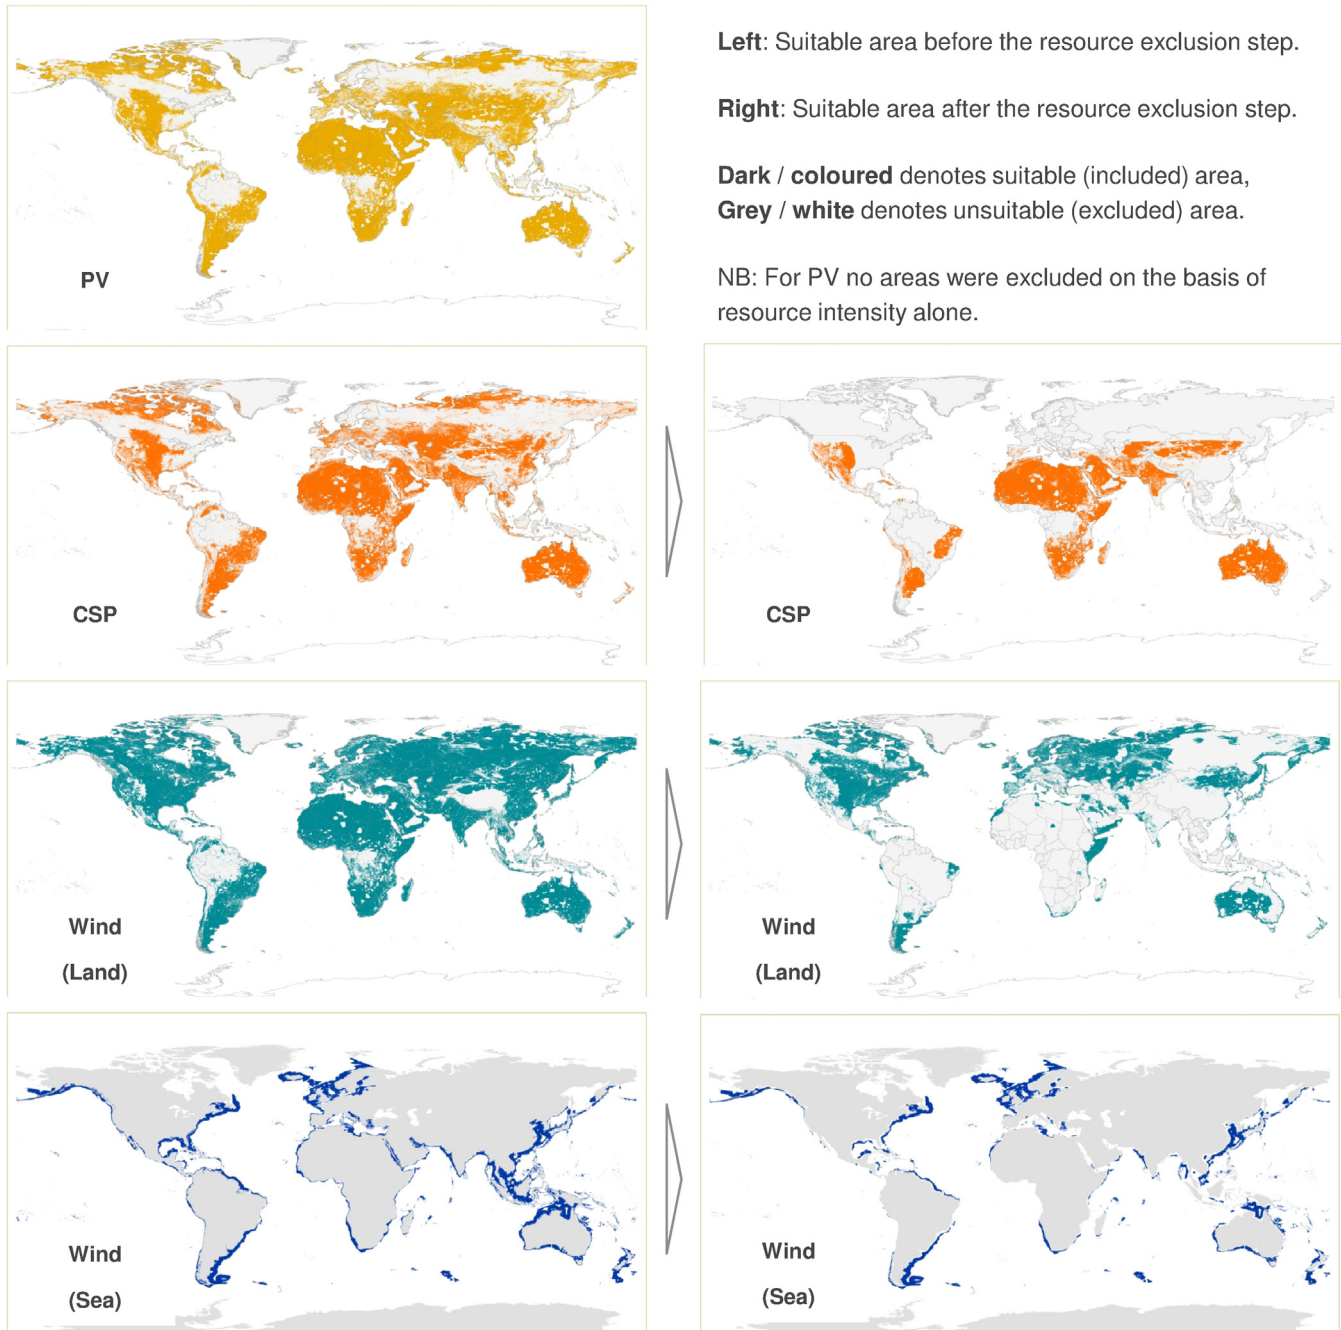 Left: Suitable area before the resource exclusion step.
Right: Suitable area after the resource exclusion step.
Dark / coloured denotes suitable (included) area,
Grey / white denotes unsuitable (excluded) area.
NB: For PV no areas were excluded on the basis of
resource intensity alone.
PV
CSP
CSP
Wind
(Land)
Wind
(Land)
Wind
(Sea)
Wind
(Sea)